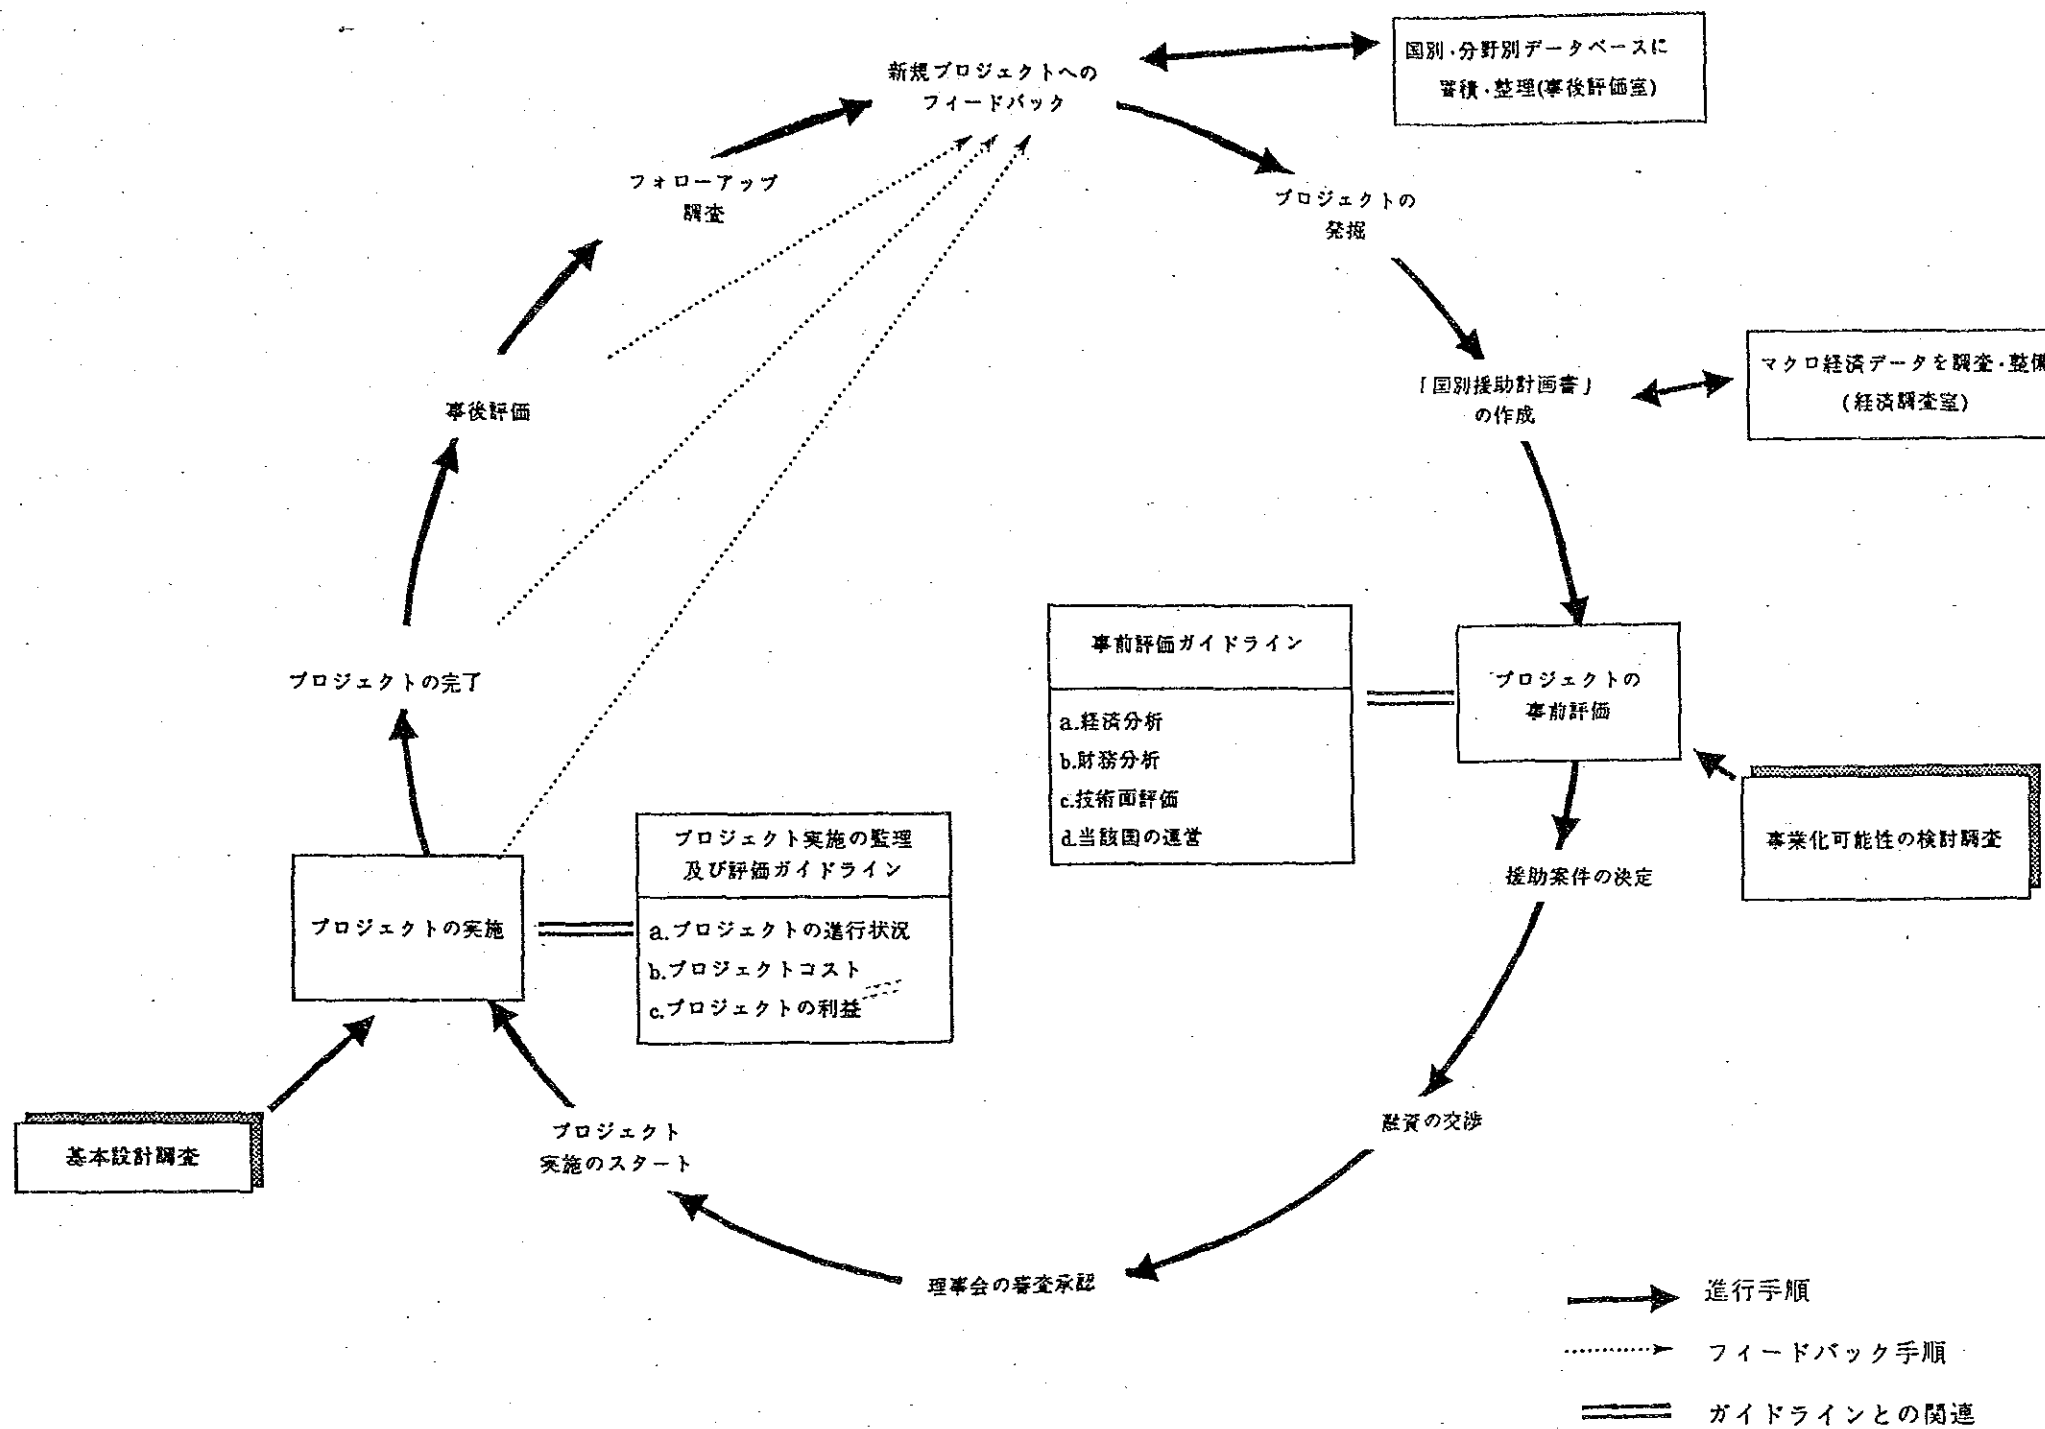 新規プロジェクトへの
フィードバック
国別・分野別データベースに
蓄積・整理(事後評価室)
フォローアップ
調査
プロジェクトの
発掘
事後評価
「国別援助計画書」
の作成
マクロ経済データを調査・整備
(経済調査室)
プロジェクトの完了
事前評価ガイドライン
a.経済分析
b.財務分析
c.技術面評価
d.当該国の運営
プロジェクトの
事前評価
事業化可能性の検討調査
援助案件の決定
プロジェクトの実施
プロジェクト実施の監理
及び評価ガイドライン
a.プロジェクトの進行状況
b.プロジェクトコスト
c.プロジェクトの利益
基本設計調査
プロジェクト
実施のスタート
融資の交渉
理事会の審査承認
進行手順
フィードバック手順
ガイドラインとの関連